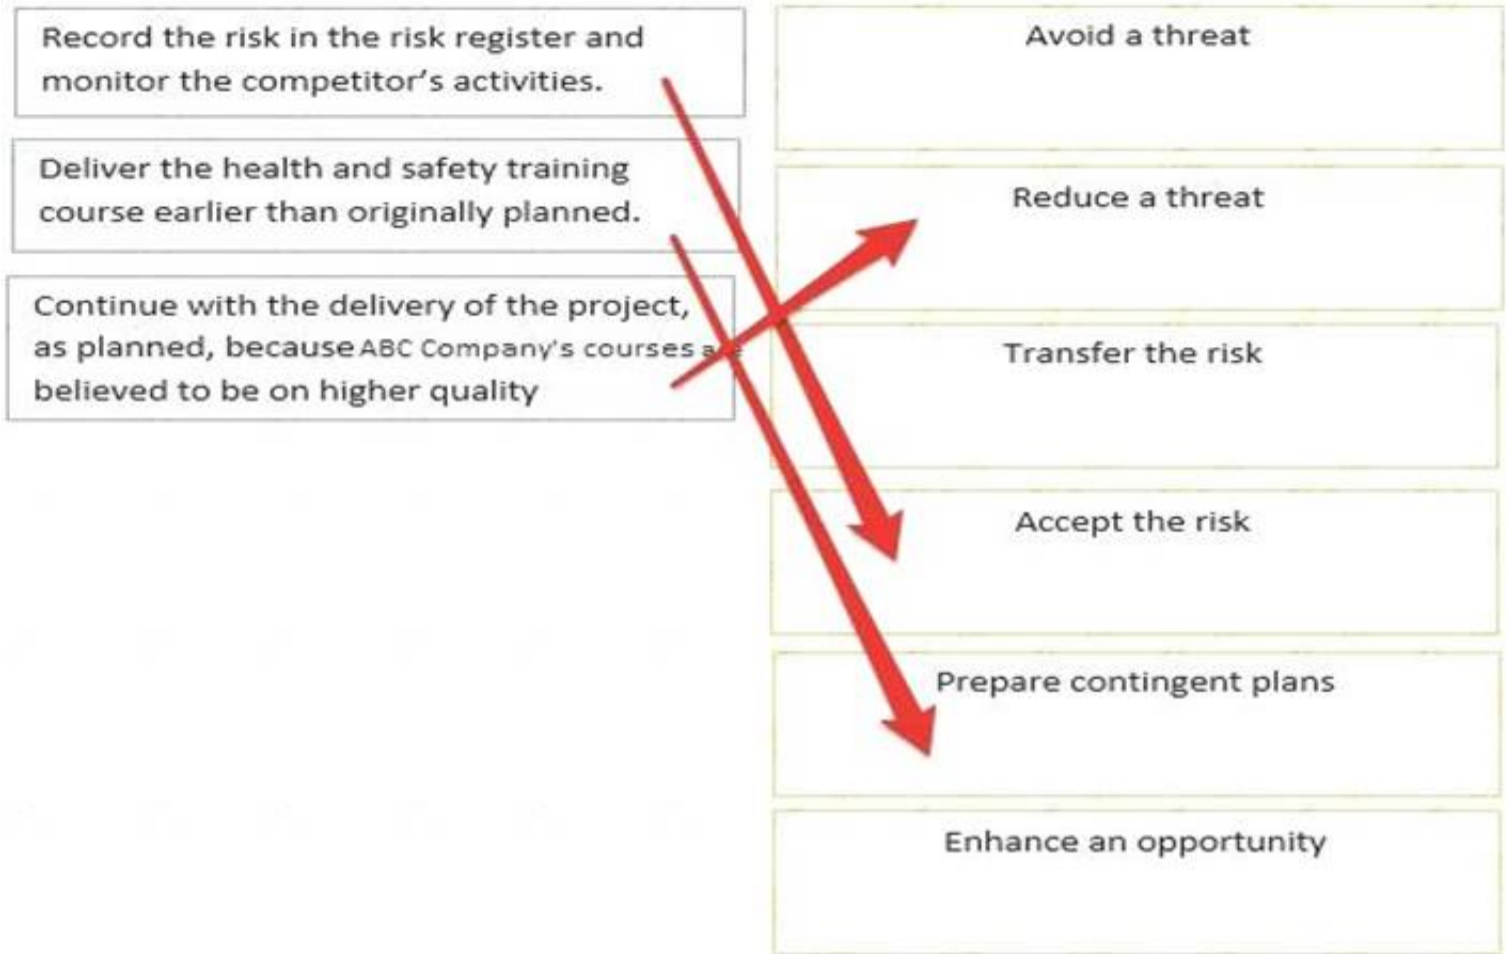 Record the risk in the risk register and
monitor the competitor's activities.
Deliver the health and safety training
course earlier than originally planned.
Continue with the delivery of the project,
as planned, because ABC Company's courses
believed to be on higher quality
Avoid a threat
Reduce a threat
Transfer the risk
Accept the risk
Prepare contingent plans
Enhance an opportunity